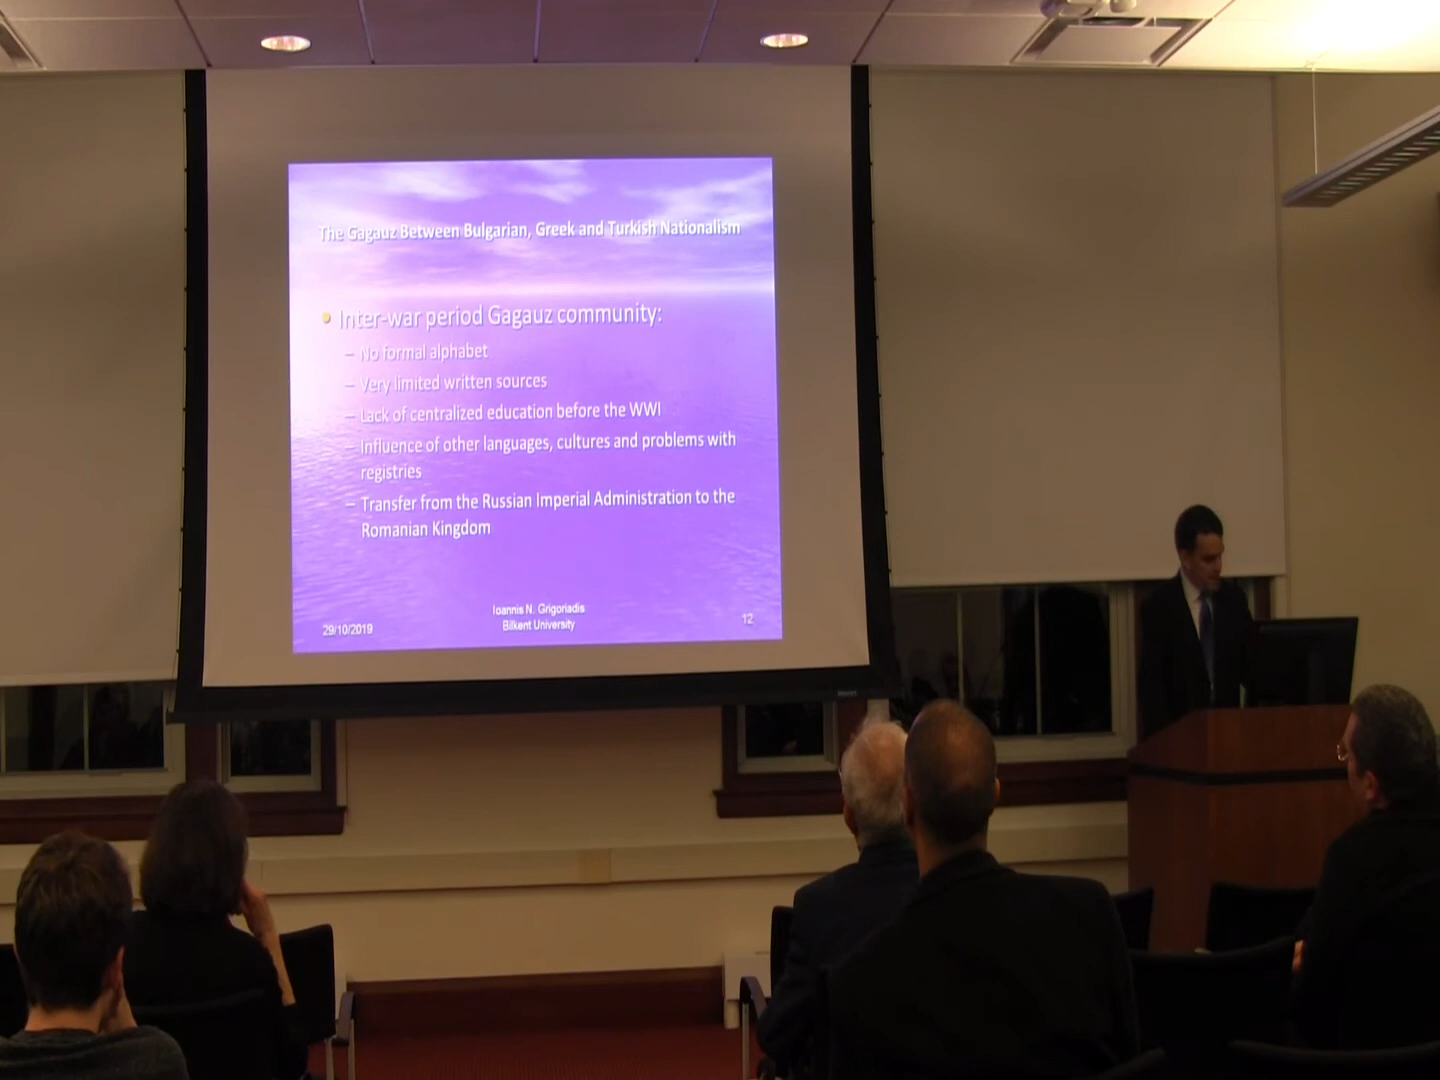 The Gagauz Between Bulgarian, Greek and Turkish Nationalism
• Inter-war period Gagauz community:
– No formal alphabet
– Very limited written sources
– Lack of centralized education before the WWI
– Influence of other languages, cultures and problems with
registries
– Transfer from the Russian Imperial Administration to the
Romanian Kingdom
29/10/2019
Ioannis N. Grigoriadis
Bilkent University
12